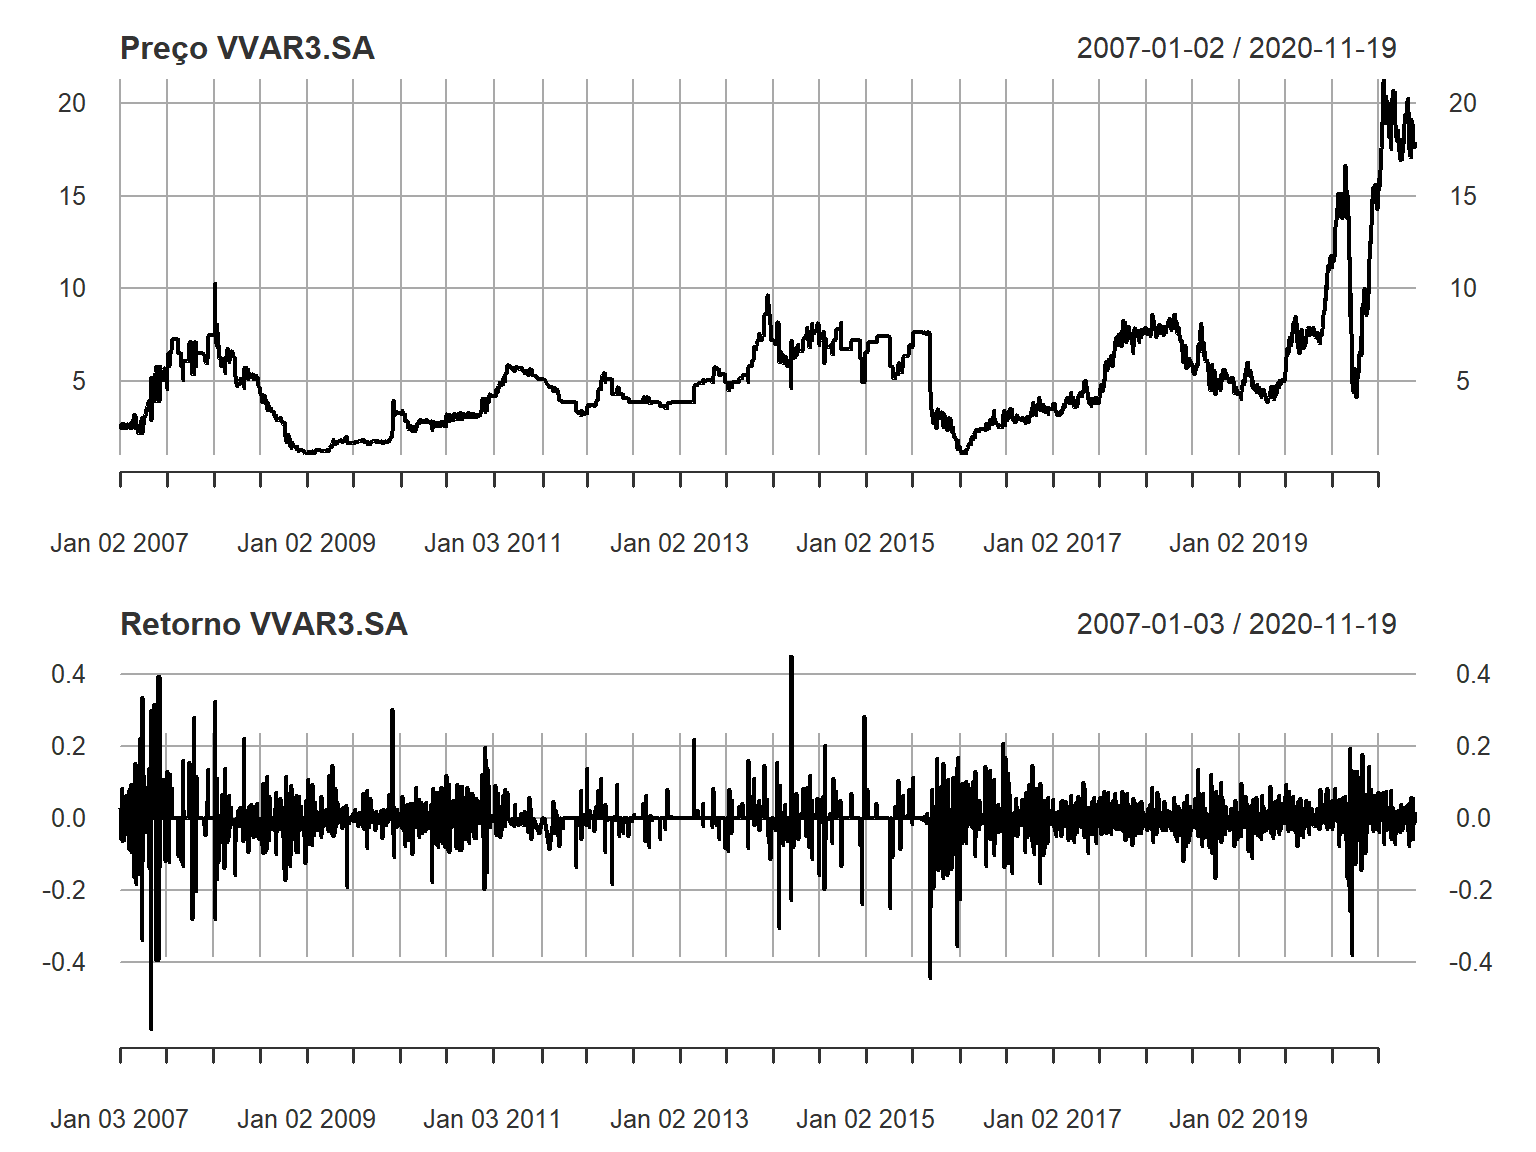 Preço VVAR3.SA 2007-01-02 / 2020-11-19
20 20
15 15
10 10
5 5
Jan 02 2007 Jan 02 2009 Jan 03 2011 Jan 02 2013 Jan 02 2015 Jan 02 2017 Jan 02 2019
Retorno VVAR3.SA 2007-01-03 / 2020-11-19
0.4 0.4
0.2 0.2
0.0 0.0
-0.2 -0.2
-0.4 -0.4
Jan 03 2007 Jan 02 2009 Jan 03 2011 Jan 02 2013 Jan 02 2015 Jan 02 2017 Jan 02 2019